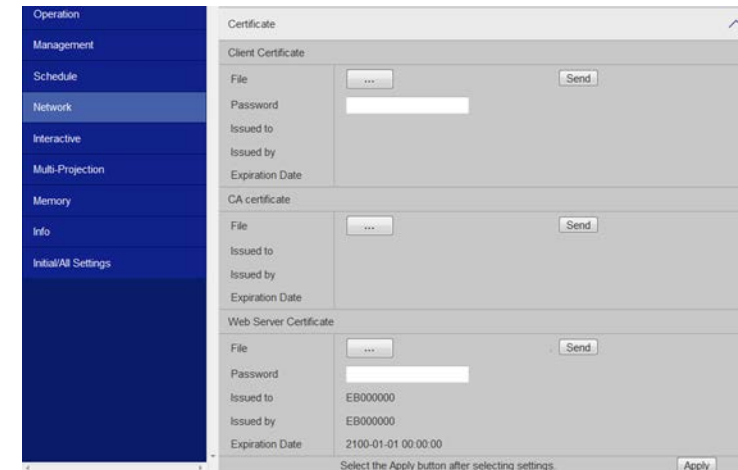 Operation
Management
Schedule
Network
Interactive
Multi-Projection
Memory
Info
Initial/All Settings
Certificate
Client Certificate
File ... Send
Password
Issued to
Issued by
Expiration Date
CA certificate
File ... Send
Issued to
Issued by
Expiration Date
Web Server Certificate
File ... Send
Password
Issued to EB000000
Issued by EB000000
Expiration Date 2100-01-01 00:00:00
Select the Apply button after selecting settings. Apply